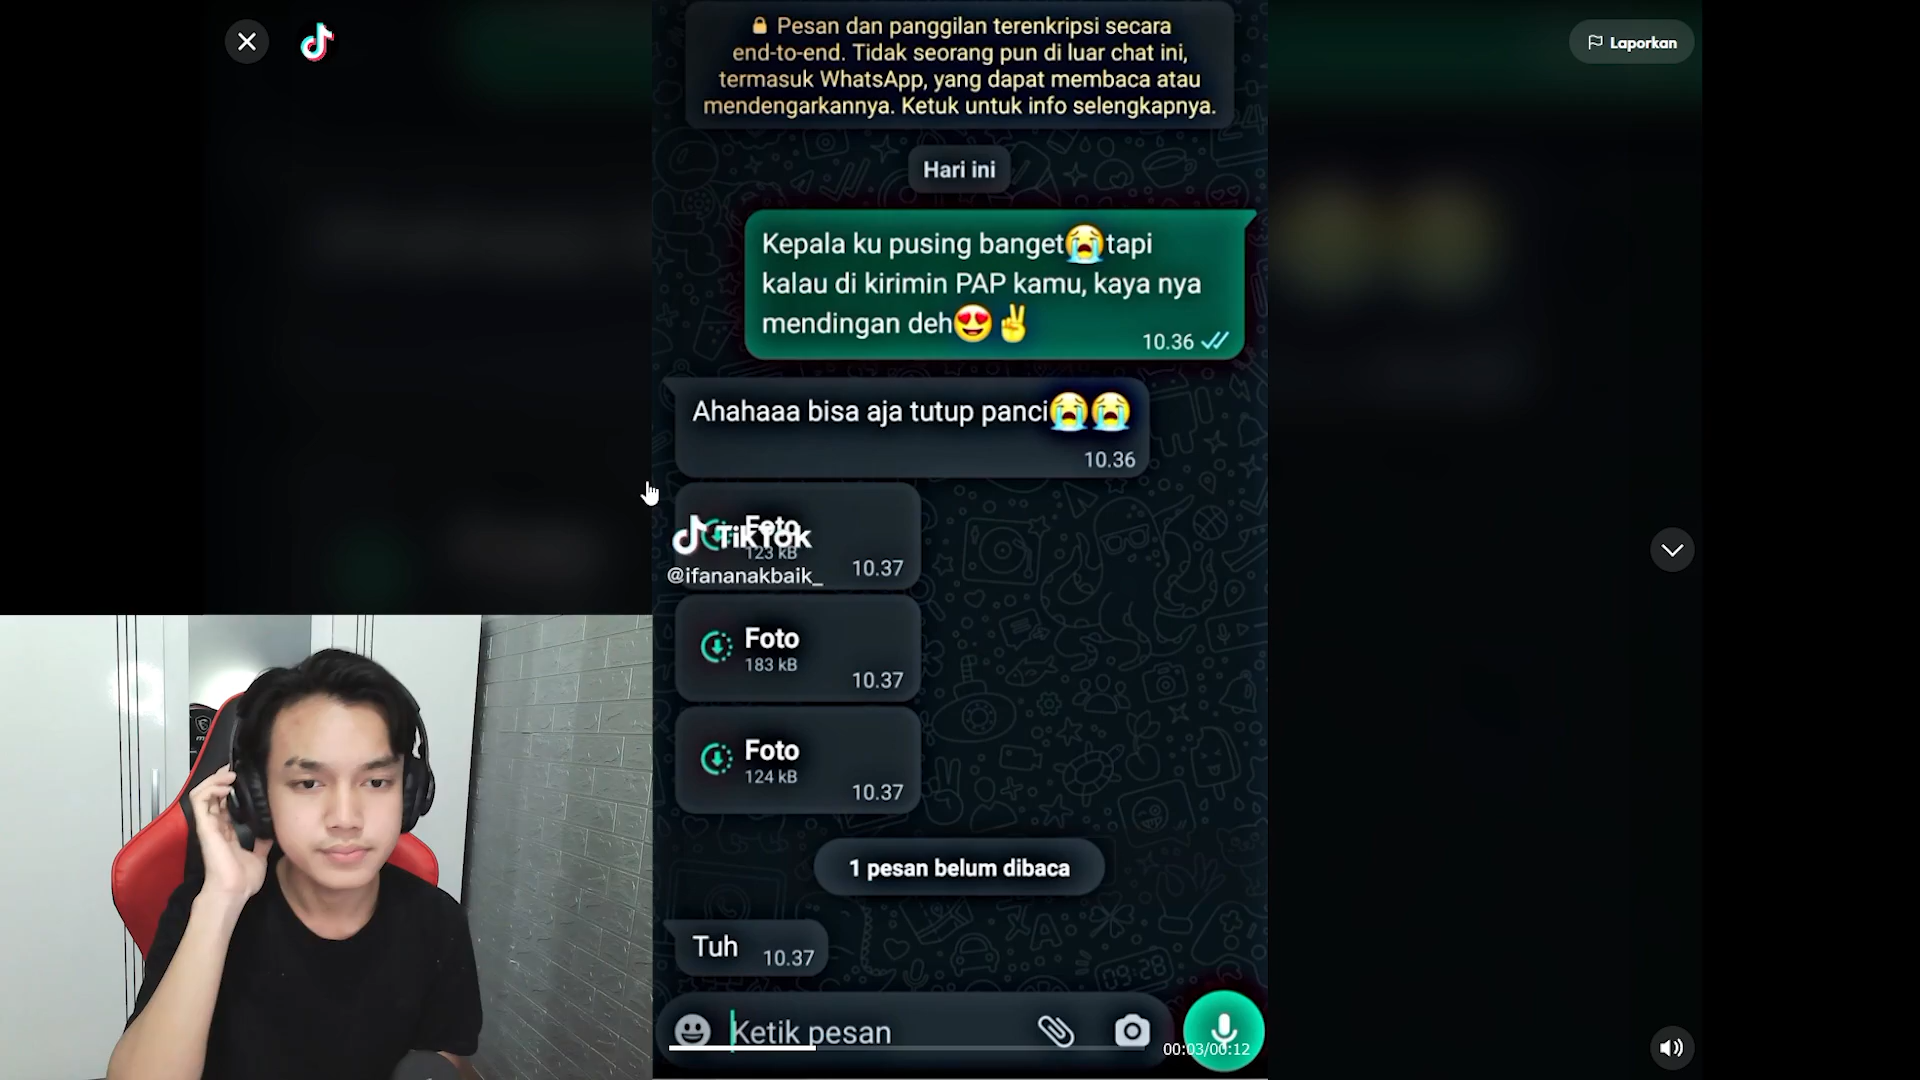 Laporkan
Pesan dan panggilan terenkripsi secara
end-to-end. Tidak seorang pun di luar chat ini,
termasuk WhatsApp, yang dapat membaca atau
mendengarkannya. Ketuk untuk info selengkapnya.
Hari ini
Kepala ku pusing banget😭tapi
kalau di kirimin PAP kamu, kaya nya
mendingan deh😍✌️
10.36
Ahahaaa bisa aja tutup panci😭😭
10.36
Foto
123 kB
10.37
TikTok
@ifananakbaik_
Foto
183 kB
10.37
Foto
124 kB
10.37
1 pesan belum dibaca
Tuh 10.37
Ketik pesan
00:03/00:12